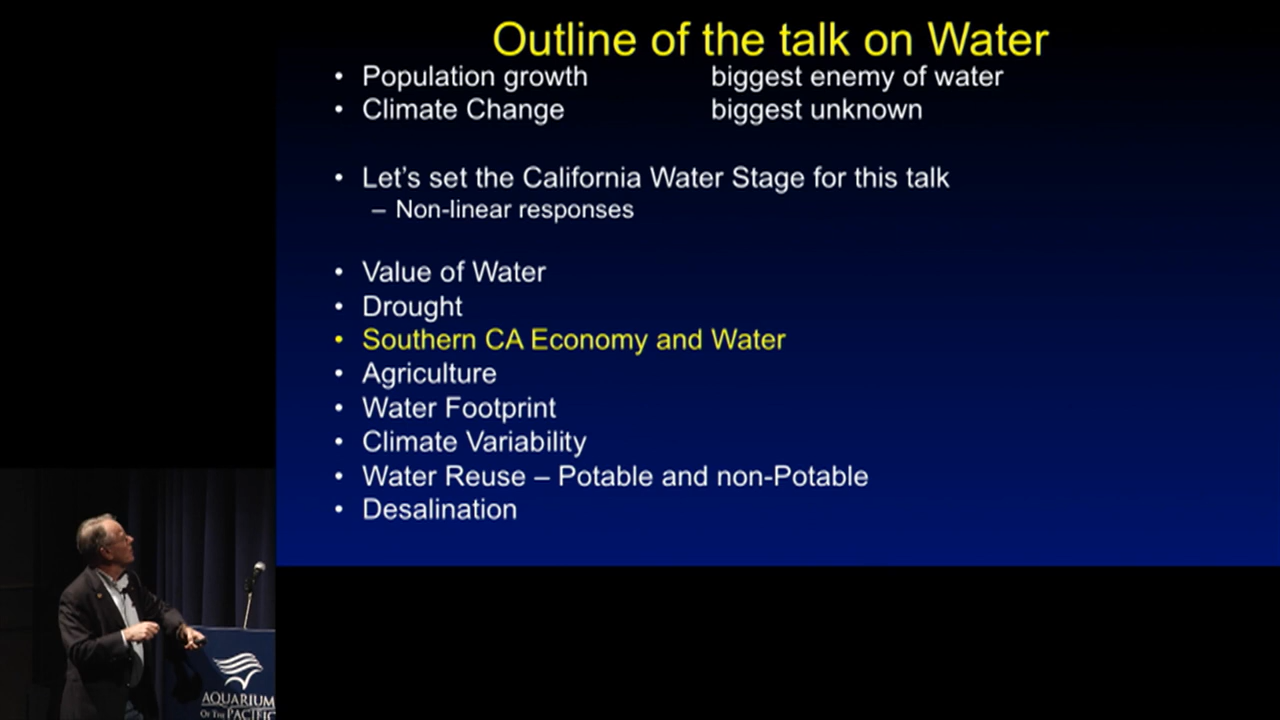 Outline of the talk on Water
• Population growth biggest enemy of water
• Climate Change biggest unknown
• Let's set the California Water Stage for this talk
– Non-linear responses
• Value of Water
• Drought
• Southern CA Economy and Water
• Agriculture
• Water Footprint
• Climate Variability
• Water Reuse – Potable and non-Potable
• Desalination
AQUARIUM
OF THE PACIFIC